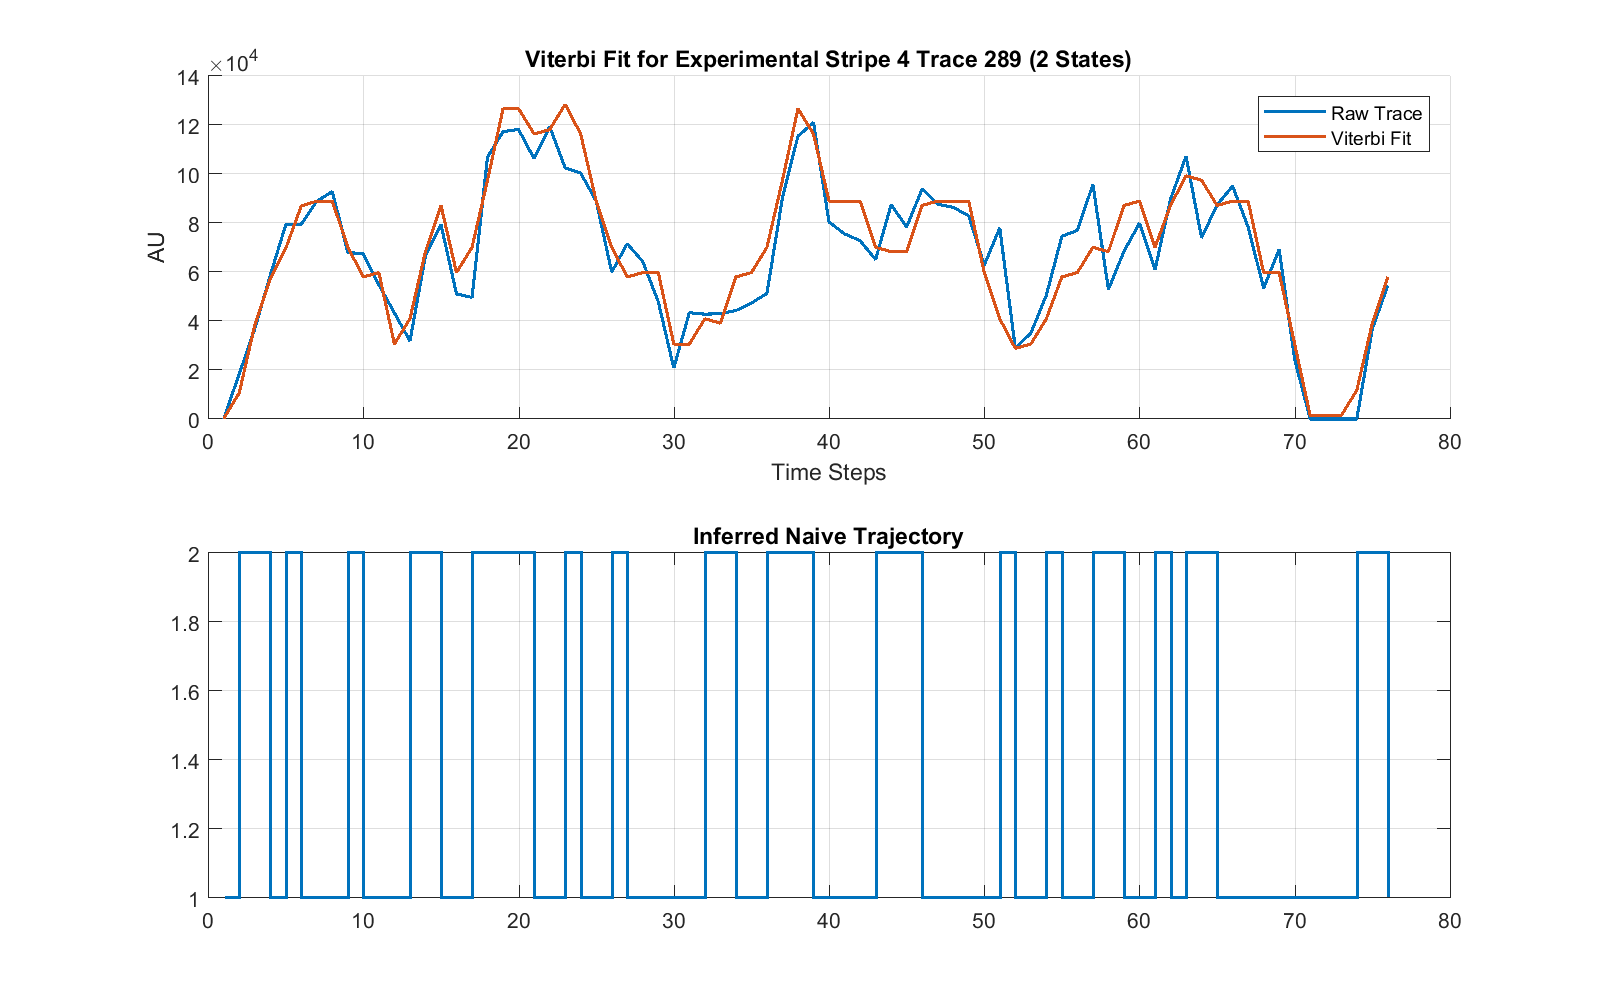 Viterbi Fit for Experimental Stripe 4 Trace 289 (2 States)
×10⁴
14
12
10
8
6
4
2
0
AU
Raw Trace
Viterbi Fit
0 10 20 30 40 50 60 70 80
Time Steps
Inferred Naive Trajectory
2
1.8
1.6
1.4
1.2
1
0 10 20 30 40 50 60 70 80